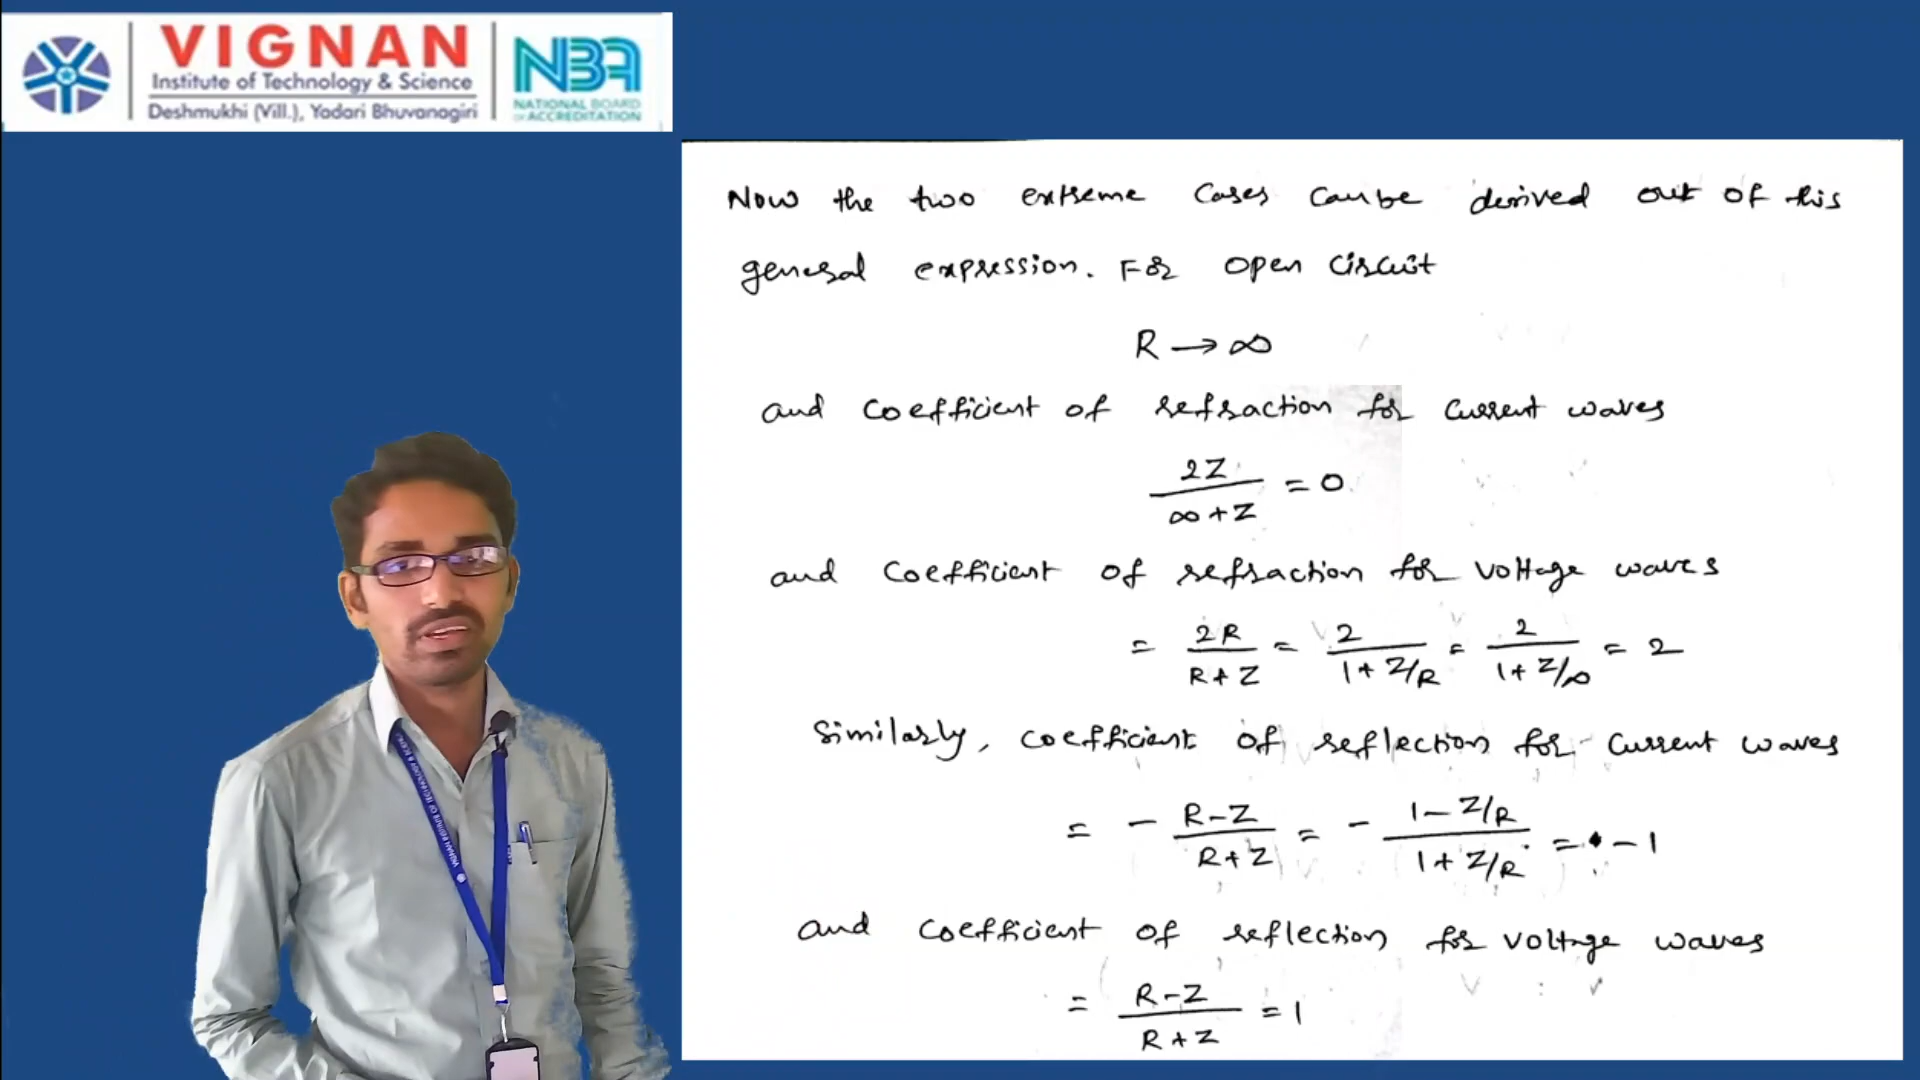 VIGNAN
Institute of Technology & Science
Deshmukhi (Vill.), Yadari Bhuvanagiri
NBA
NATIONAL BOARD
OF ACCREDITATION
Now the two extreme cases can be derived out of this
general expression. For open circuit
R → ∞
and coefficient of refraction for current waves
2Z / ∞+Z = 0
and coefficient of refraction for voltage waves
= 2R / R+Z = 2 / 1+Z/R = 2 / 1+Z/∞ = 2
Similarly, coefficient of reflection for current waves
= - R-Z / R+Z = - 1-Z/R / 1+Z/R = -1
and coefficient of reflection for voltage waves
= R-Z / R+Z = 1